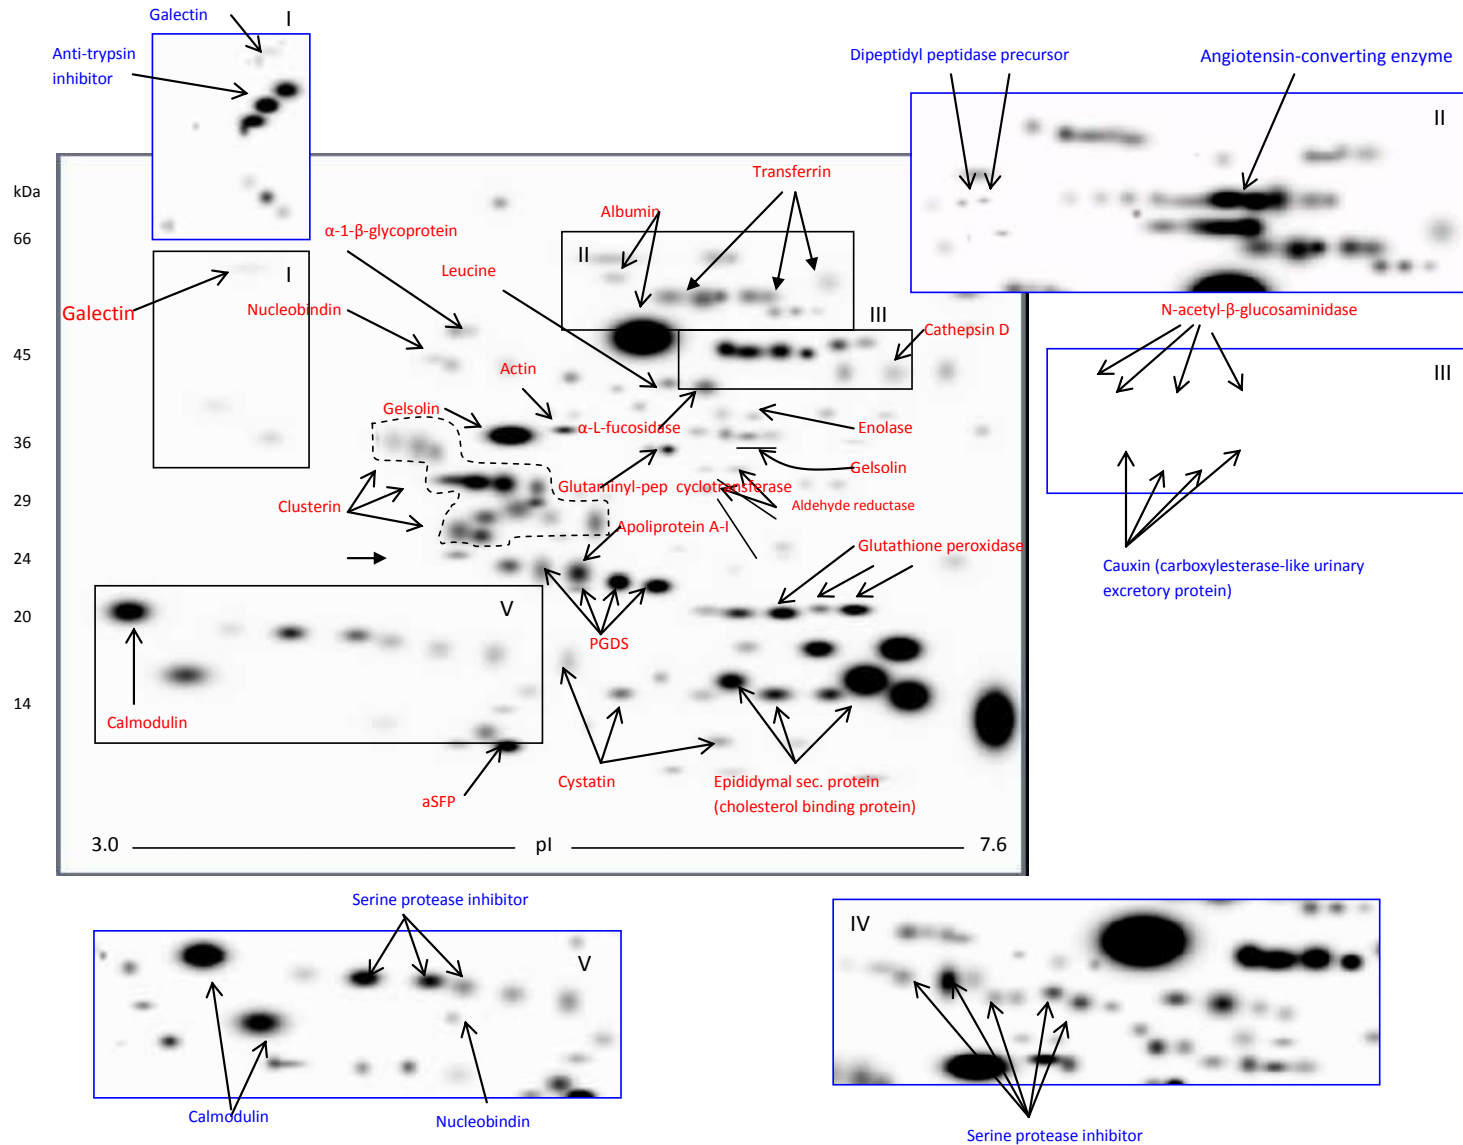 Galectin
I
Anti-trypsin
inhibitor
Dipeptidyl peptidase precursor
Angiotensin-converting enzyme
II
kDa
66
45
36
29
24
20
14
Transferrin
Albumin
α-1-β-glycoprotein
Leucine
II
I
Galectin
Nucleobindin
III
Cathepsin D
N-acetyl-β-glucosaminidase
III
Actin
Gelsolin
α-L-fucosidase
Enolase
Gelsolin
Clusterin
Glutaminyl-pep cyclotransferase
Aldehyde reductase
Apoliprotein A-I
Glutathione peroxidase
Cauxin (carboxylesterase-like urinary
excretory protein)
V
PGDS
Calmodulin
aSFP
Cystatin
Epididymal sec. protein
(cholesterol binding protein)
3.0
pI
7.6
Serine protease inhibitor
V
Calmodulin
Nucleobindin
IV
Serine protease inhibitor